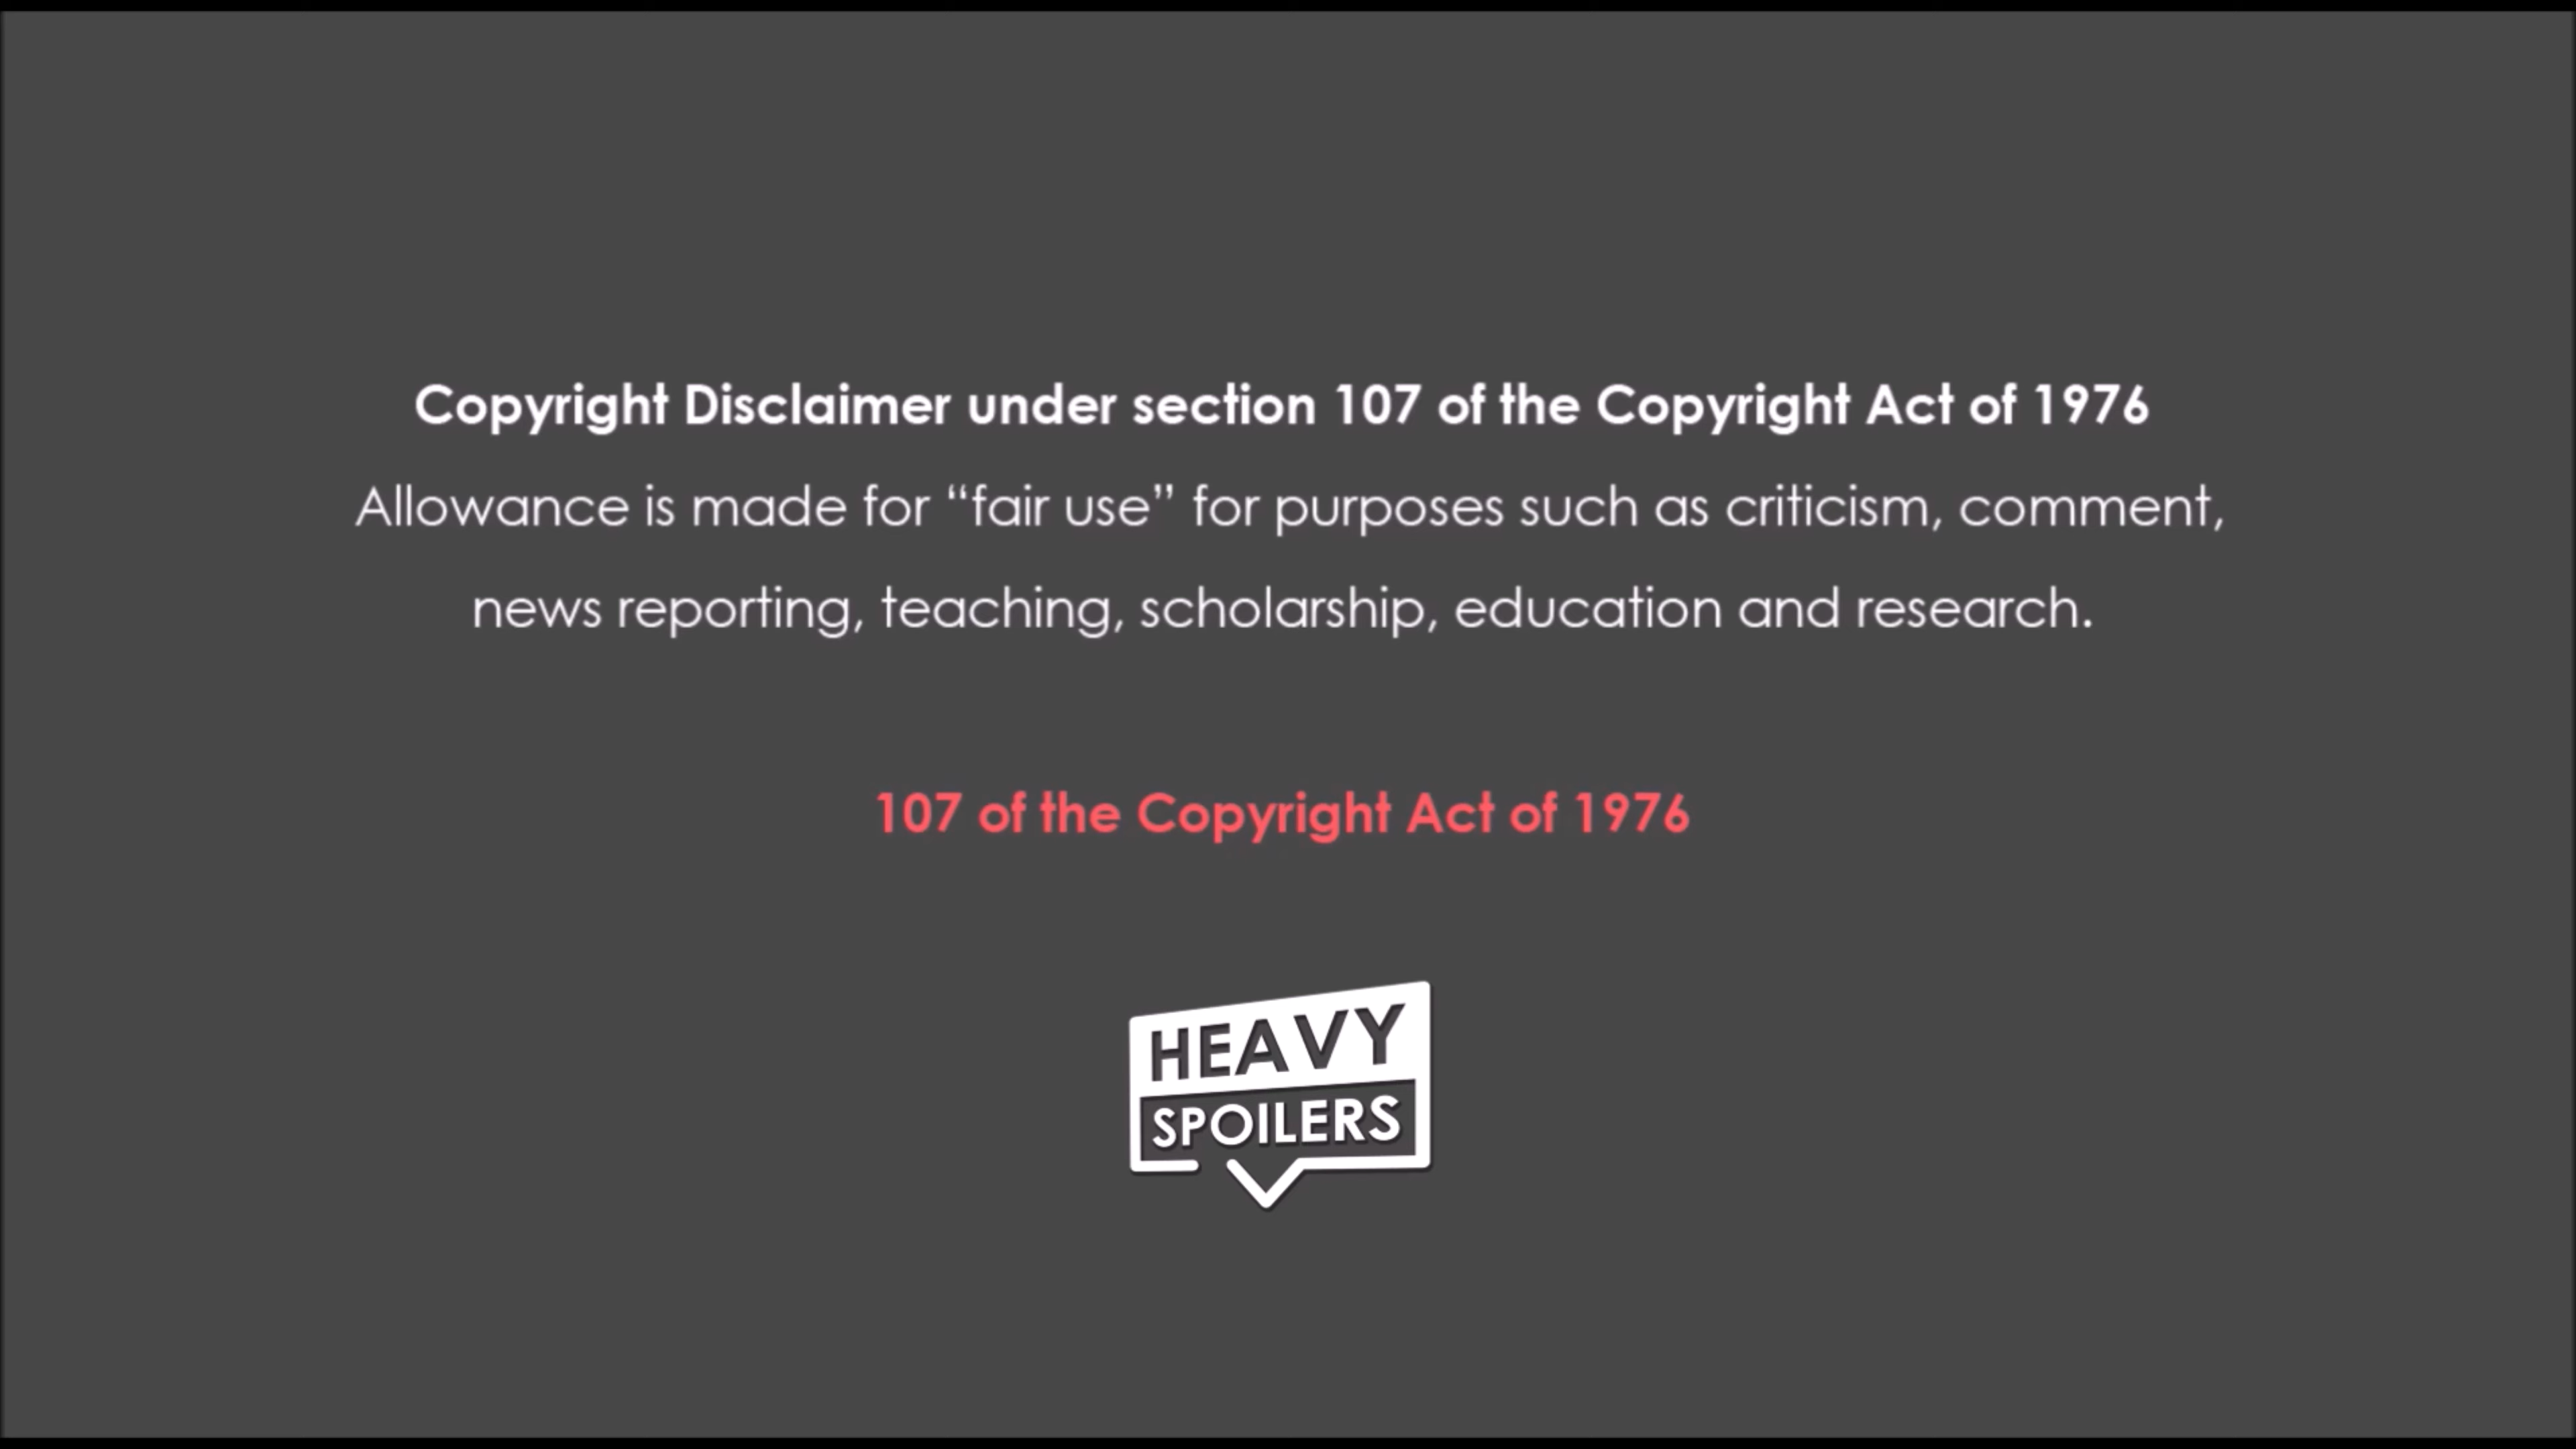 Copyright Disclaimer under section 107 of the Copyright Act of 1976
Allowance is made for “fair use” for purposes such as criticism, comment,
news reporting, teaching, scholarship, education and research.
107 of the Copyright Act of 1976
HEAVY
SPOILERS